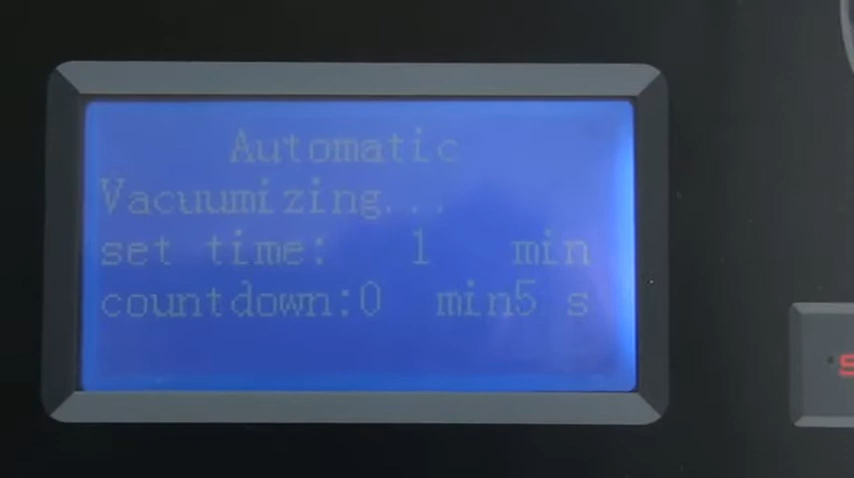 Automatic
Vacuumizing...
set time: 1 min
countdown:0 min5 s